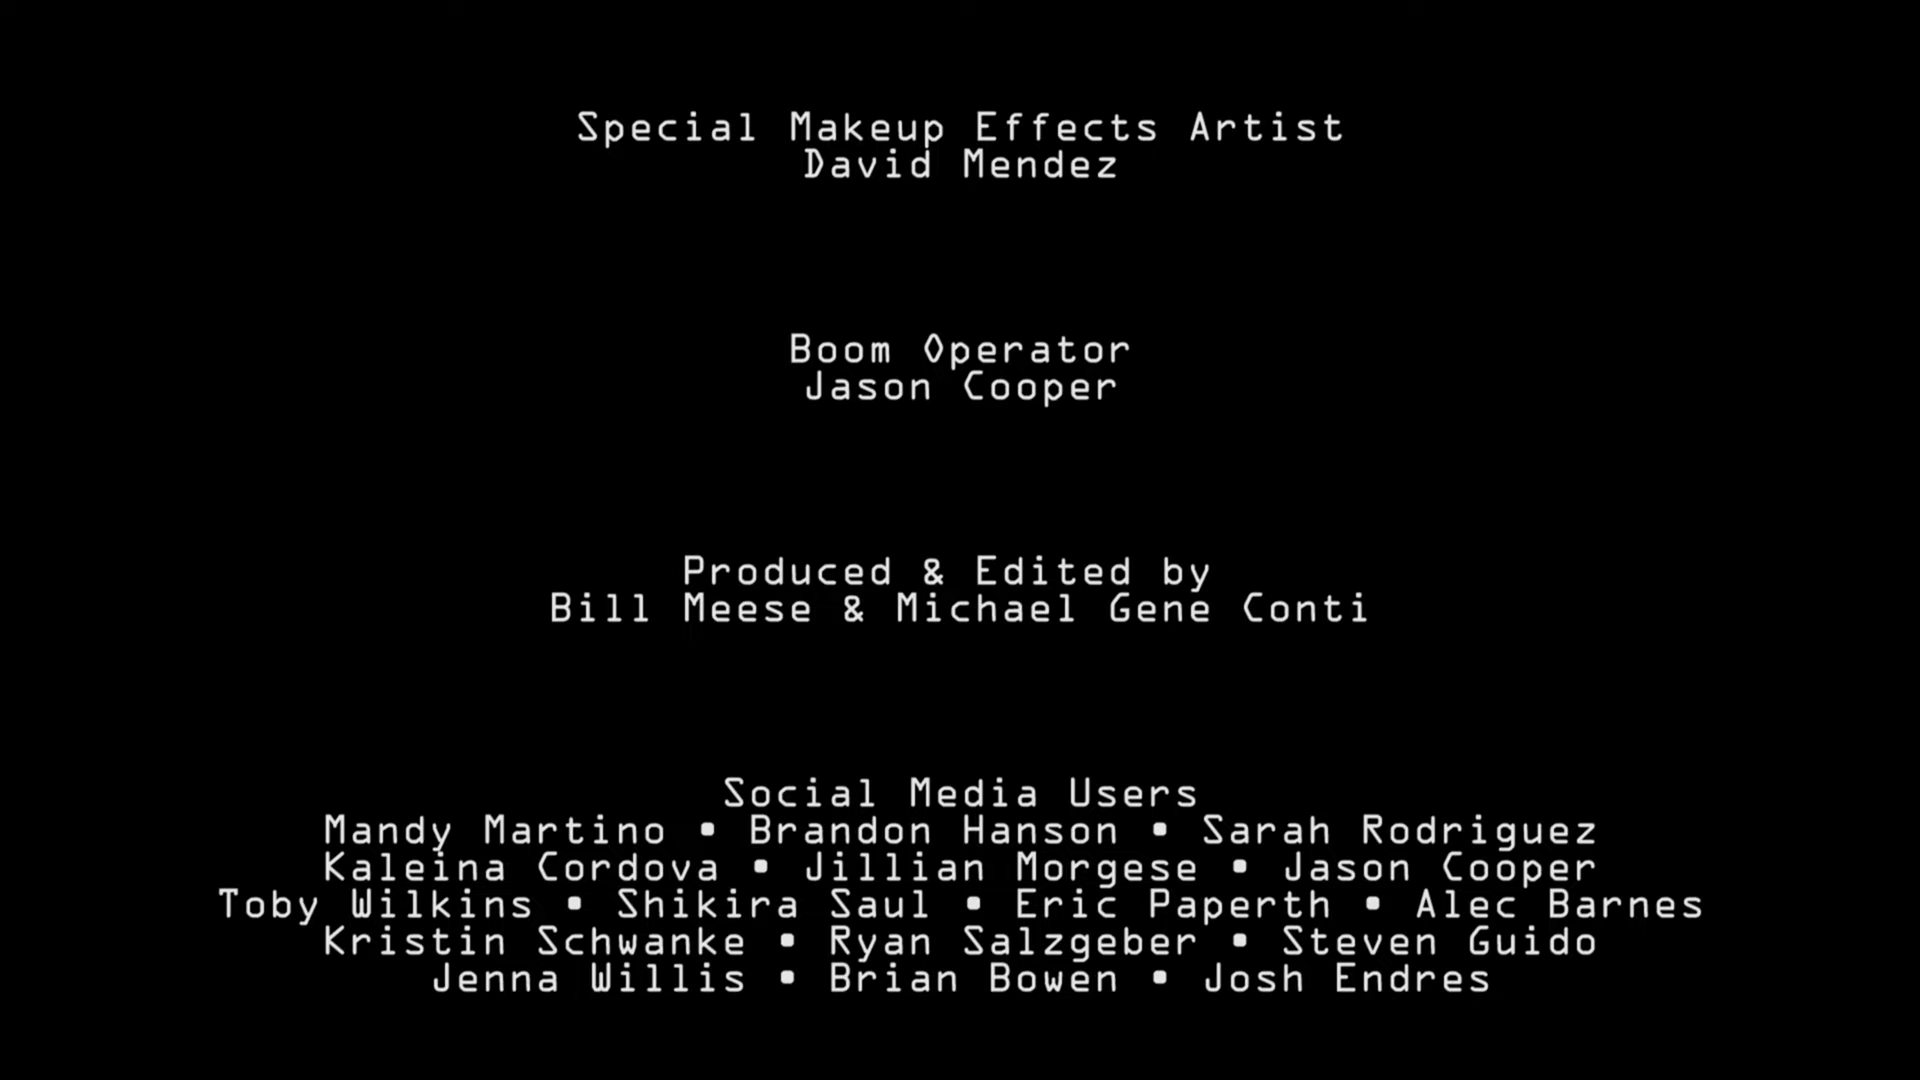 Special Makeup Effects Artist
David Mendez
Boom Operator
Jason Cooper
Produced & Edited by
Bill Meese & Michael Gene Conti
Social Media Users
Mandy Martino ▪ Brandon Hanson ▪ Sarah Rodriguez
Kaleina Cordova ▪ Jillian Morgese ▪ Jason Cooper
Toby Wilkins ▪ Shikira Saul ▪ Eric Paperth ▪ Alec Barnes
Kristin Schwanke ▪ Ryan Salzgeber ▪ Steven Guido
Jenna Willis ▪ Brian Bowen ▪ Josh Endres